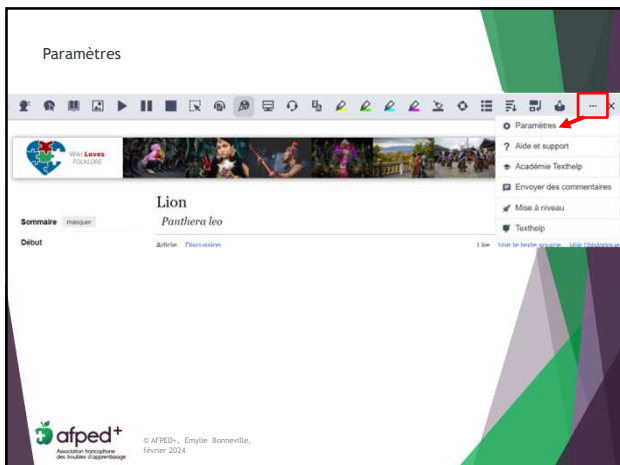 Paramètres
Paramètres
? Aide et support
Académie Texthelp
Envoyer des commentaires
Mise à niveau
Texthelp
Wiki Loves
FOLKLORE
Lion
Panthera leo
Sommaire masquer
Début
Article Discussion
Lire Voir le texte source Voir l'historique
afped+
Association francophone
des troubles d'apprentissage
© AFPED+, Emylie Bonneville,
février 2024